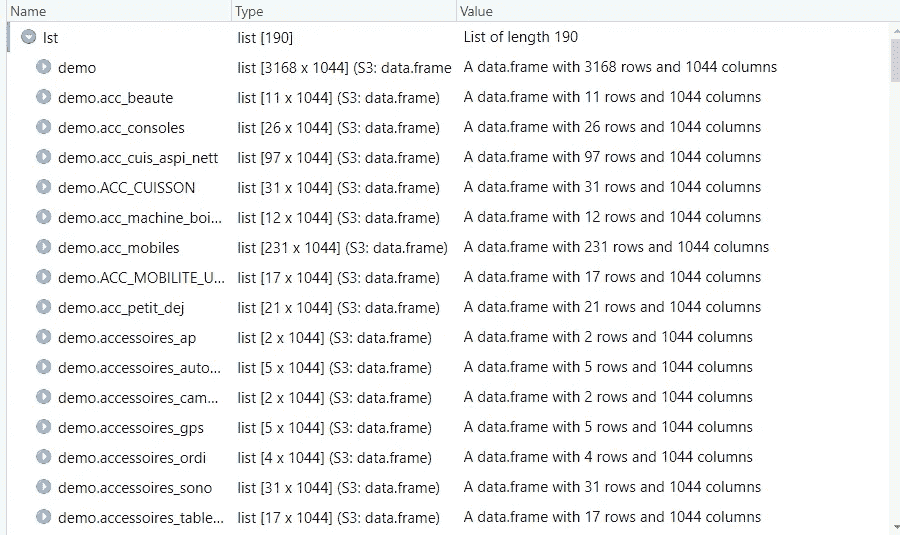 Name Type Value
lst list [190] List of length 190
demo list [3168 x 1044] (S3: data.frame A data.frame with 3168 rows and 1044 columns
demo.acc_beaute list [11 x 1044] (S3: data.frame) A data.frame with 11 rows and 1044 columns
demo.acc_consoles list [26 x 1044] (S3: data.frame) A data.frame with 26 rows and 1044 columns
demo.acc_cuis_aspi_nett list [97 x 1044] (S3: data.frame) A data.frame with 97 rows and 1044 columns
demo.ACC_CUISSON list [31 x 1044] (S3: data.frame) A data.frame with 31 rows and 1044 columns
demo.acc_machine_boi... list [12 x 1044] (S3: data.frame) A data.frame with 12 rows and 1044 columns
demo.acc_mobiles list [231 x 1044] (S3: data.frame) A data.frame with 231 rows and 1044 columns
demo.ACC_MOBILITE_U... list [17 x 1044] (S3: data.frame) A data.frame with 17 rows and 1044 columns
demo.acc_petit_dej list [21 x 1044] (S3: data.frame) A data.frame with 21 rows and 1044 columns
demo.accessoires_ap list [2 x 1044] (S3: data.frame) A data.frame with 2 rows and 1044 columns
demo.accessoires_auto... list [5 x 1044] (S3: data.frame) A data.frame with 5 rows and 1044 columns
demo.accessoires_cam... list [2 x 1044] (S3: data.frame) A data.frame with 2 rows and 1044 columns
demo.accessoires_gps list [5 x 1044] (S3: data.frame) A data.frame with 5 rows and 1044 columns
demo.accessoires_ordi list [4 x 1044] (S3: data.frame) A data.frame with 4 rows and 1044 columns
demo.accessoires_sono list [31 x 1044] (S3: data.frame) A data.frame with 31 rows and 1044 columns
demo.accessoires_table... list [17 x 1044] (S3: data.frame) A data.frame with 17 rows and 1044 columns